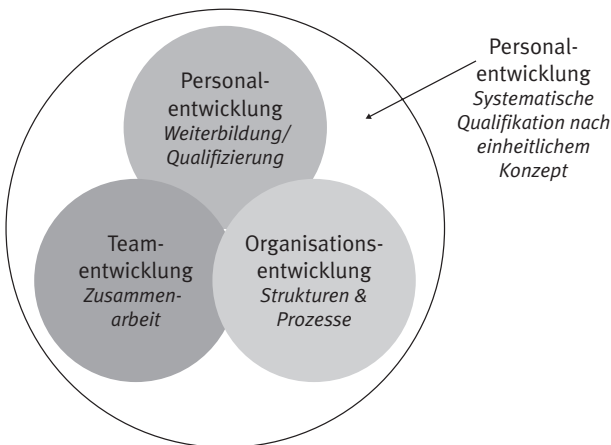 Personal-
entwicklung
Weiterbildung/
Qualifizierung
Team-
entwicklung
Zusammen-
arbeit
Organisations-
entwicklung
Strukturen &
Prozesse
Personal-
entwicklung
Systematische
Qualifikation nach
einheitlichem
Konzept